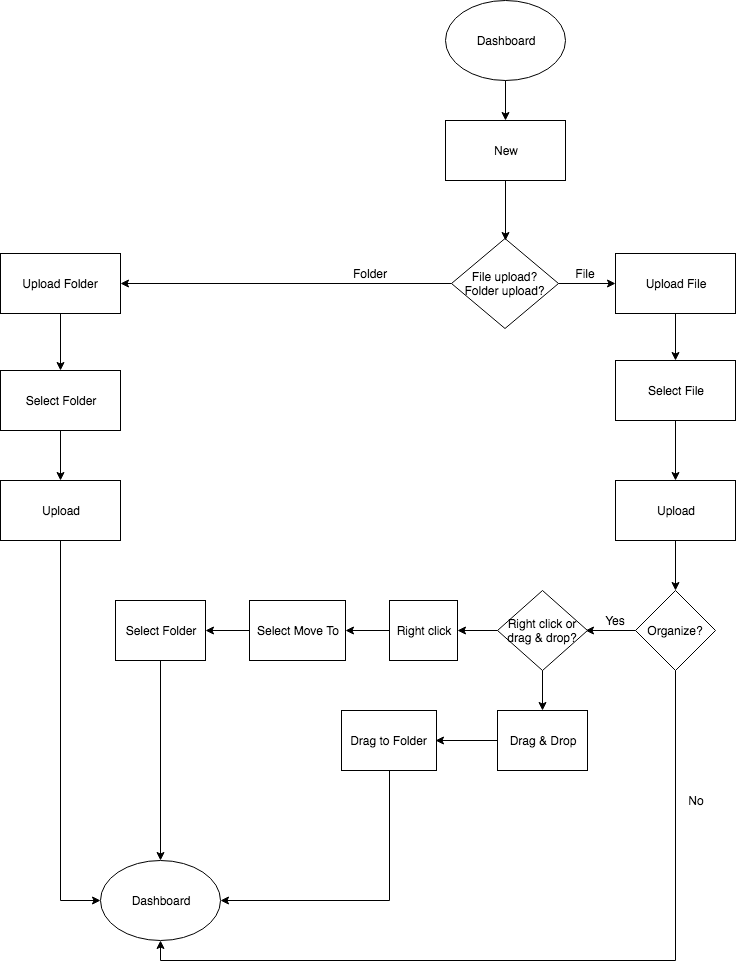 Dashboard
New
File upload?
Folder upload?
Folder
File
Upload Folder
Upload File
Select Folder
Select File
Upload
Upload
Organize?
Yes
Right click or
drag & drop?
Right click
Select Move To
Select Folder
Drag & Drop
Drag to Folder
No
Dashboard